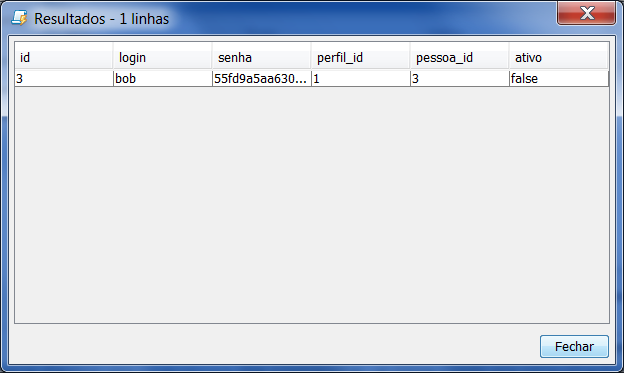 Resultados - 1 linhas
id login senha perfil_id pessoa_id ativo
3 bob 55fd9a5aa630... 1 3 false
Fechar